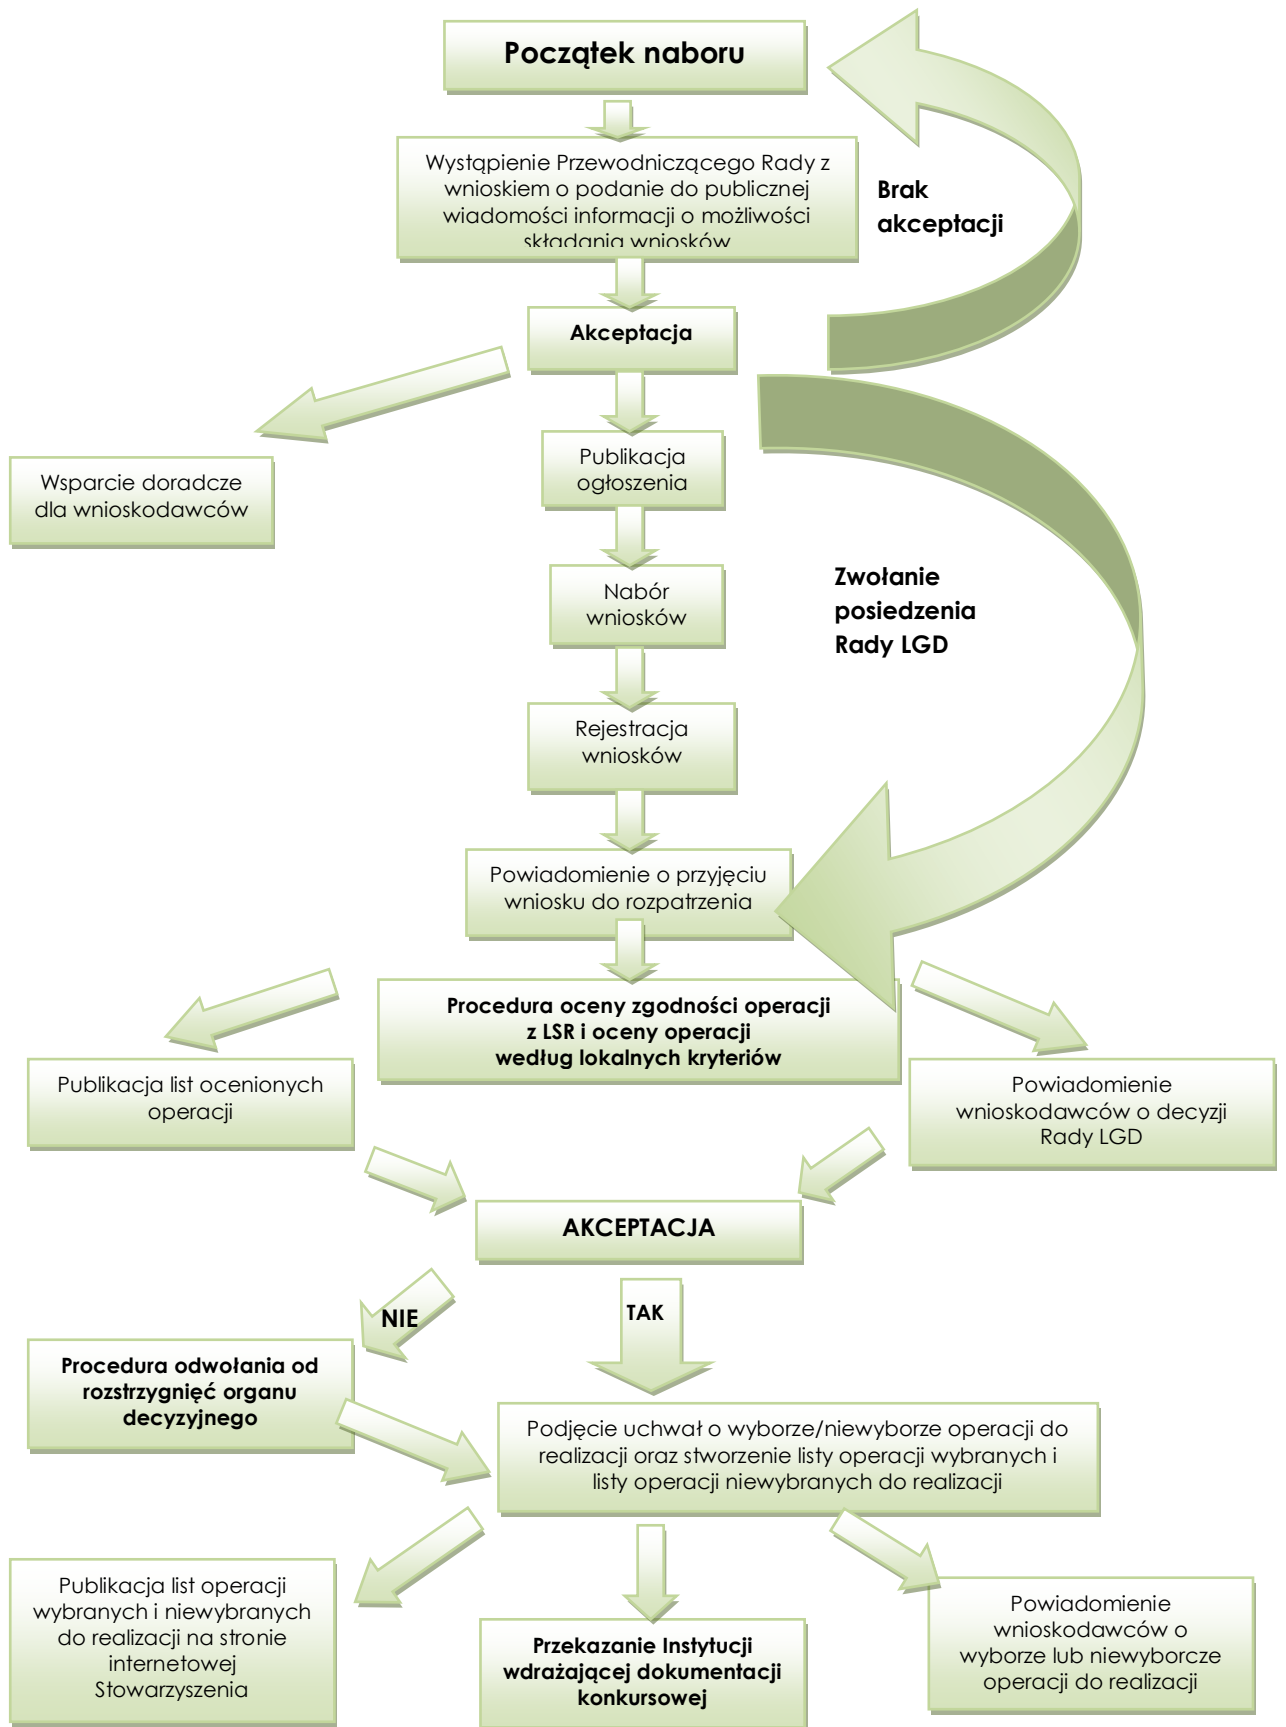 Początek naboru
Wystąpienie Przewodniczącego Rady z
wnioskiem o podanie do publicznej
wiadomości informacji o możliwości
składania wniosków
Brak
akceptacji
Akceptacja
Wsparcie doradcze
dla wnioskodawców
Publikacja
ogłoszenia
Nabór
wniosków
Zwołanie
posiedzenia
Rady LGD
Rejestracja
wniosków
Powiadomienie o przyjęciu
wniosku do rozpatrzenia
Procedura oceny zgodności operacji
z LSR i oceny operacji
według lokalnych kryteriów
Publikacja list ocenionych
operacji
Powiadomienie
wnioskodawców o decyzji
Rady LGD
AKCEPTACJA
NIE
TAK
Procedura odwołania od
rozstrzygnięć organu
decyzyjnego
Podjęcie uchwał o wyborze/niewyborze operacji do
realizacji oraz stworzenie listy operacji wybranych i
listy operacji niewybranych do realizacji
Publikacja list operacji
wybranych i niewybranych
do realizacji na stronie
internetowej
Stowarzyszenia
Przekazanie Instytucji
wdrażającej dokumentacji
konkursowej
Powiadomienie
wnioskodawców o
wyborze lub niewyborcze
operacji do realizacji